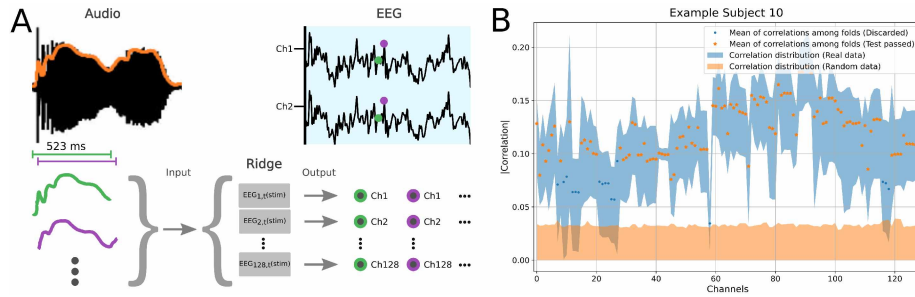 A
Audio
EEG
Ch1
Ch2
523 ms
Input
Ridge
Output
EEG1,t(stim)
EEG2,t(stim)
EEG128,t(stim)
Ch1
Ch1
Ch2
Ch2
Ch128
Ch128
B
Example Subject 10
Mean of correlations among folds (Discarded)
Mean of correlations among folds (Test passed)
Correlation distribution (Real data)
Correlation distribution (Random data)
|Correlation|
0.20
0.15
0.10
0.05
0.00
0
20
40
60
80
100
120
Channels